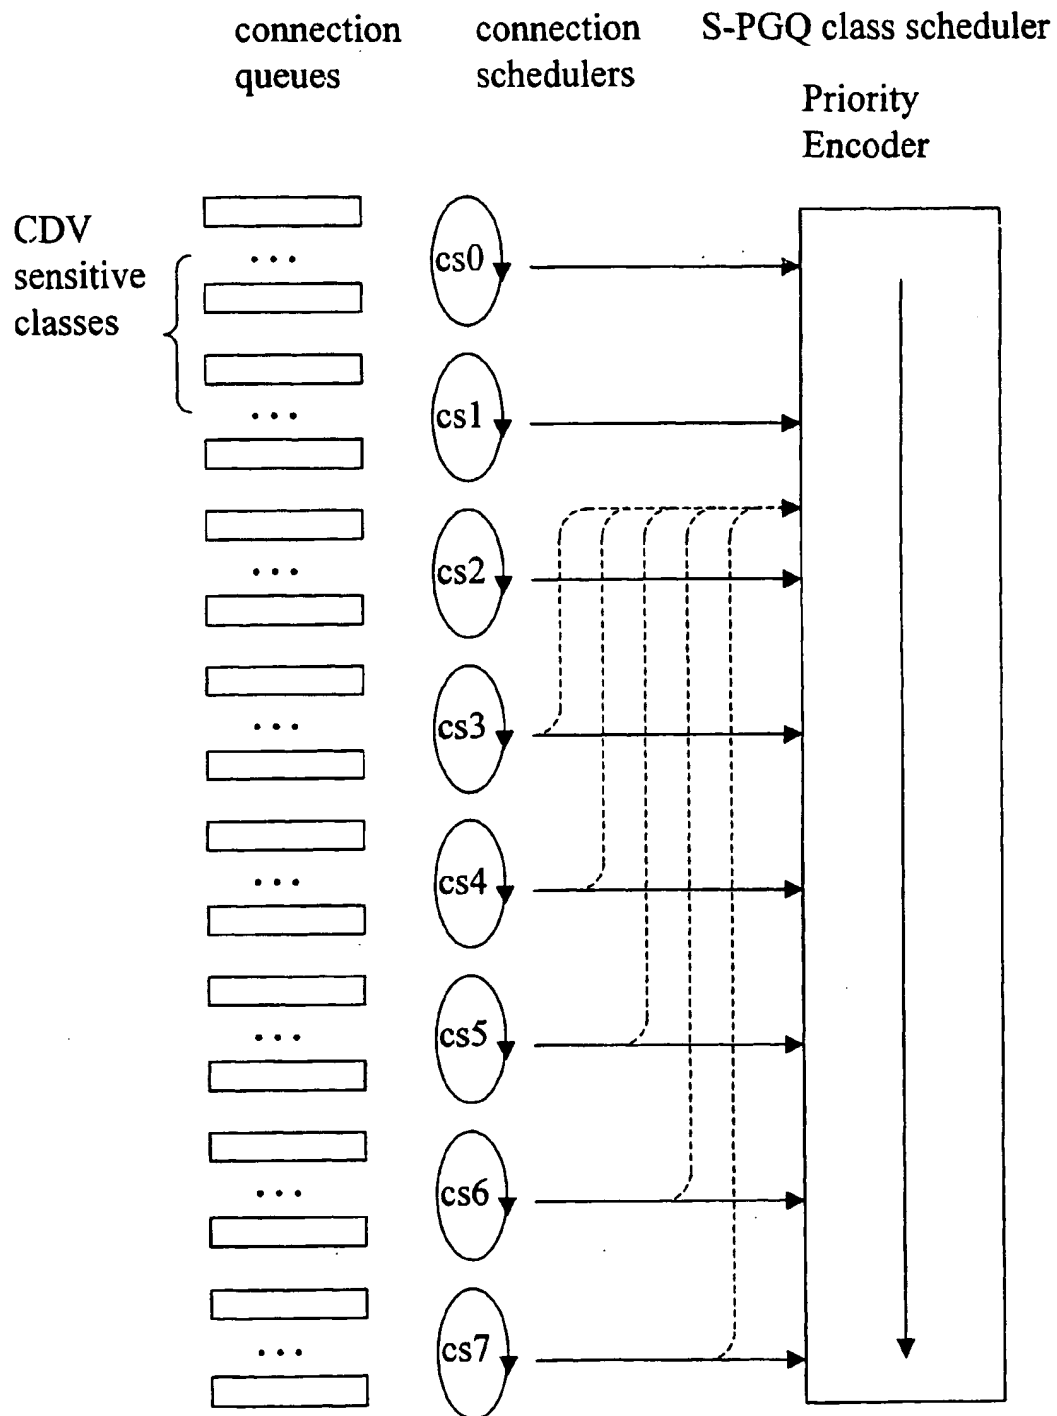 connection queues
connection schedulers
S-PGQ class scheduler
Priority Encoder
CDV sensitive classes
cs0
cs1
cs2
cs3
cs4
cs5
cs6
cs7